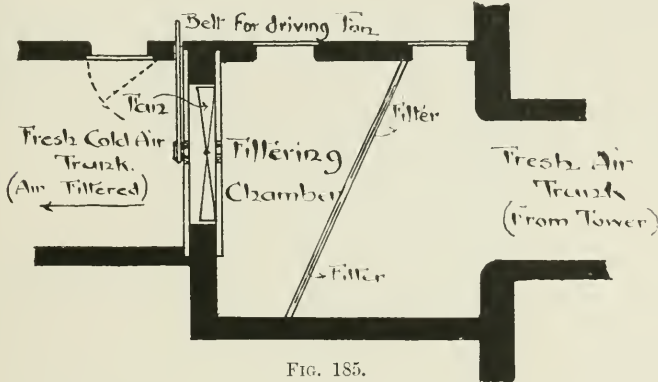 Belt for driving Fan
Fan
Filter
Fresh Cold Air
Trunk.
(Air Filtered)
Filtering
Chamber
Fresh Air
Trunk
(From Tower)
Filter
FIG. 185.